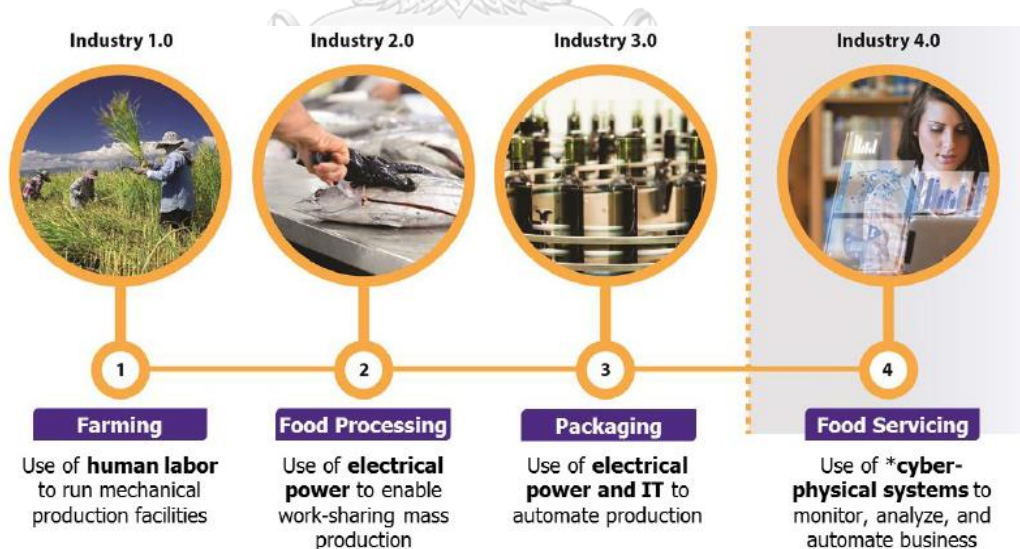 Industry 1.0
Industry 2.0
Industry 3.0
Industry 4.0
1
2
3
4
Farming
Use of human labor
to run mechanical
production facilities
Food Processing
Use of electrical
power to enable
work-sharing mass
production
Packaging
Use of electrical
power and IT to
automate production
Food Servicing
Use of *cyber-
physical systems to
monitor, analyze, and
automate business